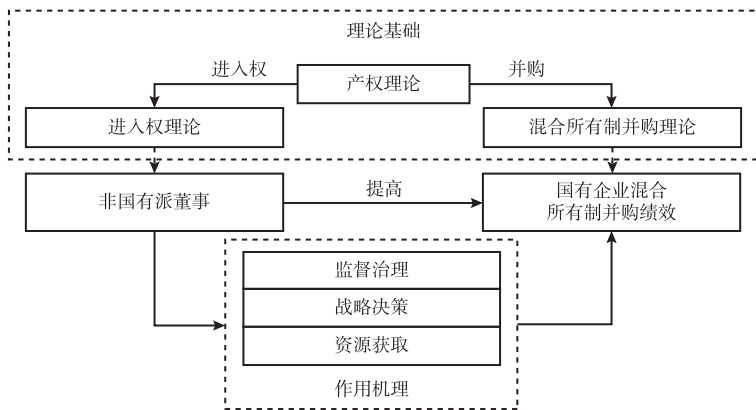 理论基础
进入权
产权理论
并购
进入权理论
混合所有制并购理论
非国有派董事
提高
国有企业混合
所有制并购绩效
监督治理
战略决策
资源获取
作用机理